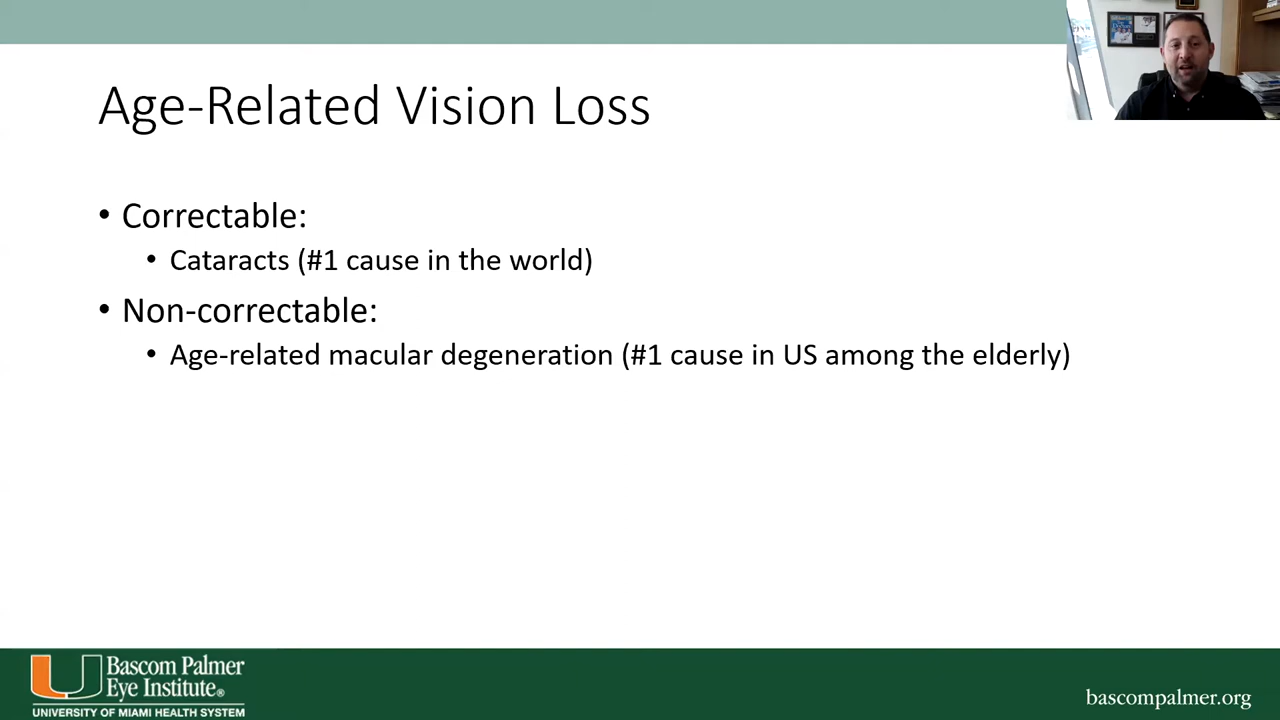 Age-Related Vision Loss
• Correctable:
• Cataracts (#1 cause in the world)
• Non-correctable:
• Age-related macular degeneration (#1 cause in US among the elderly)
Bascom Palmer
Eye Institute®
UNIVERSITY OF MIAMI HEALTH SYSTEM
bascompalmer.org